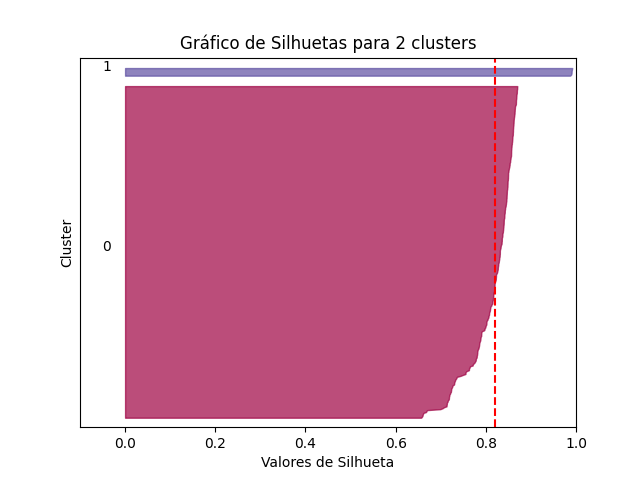 Gráfico de Silhuetas para 2 clusters
1
0
Cluster
0.0 0.2 0.4 0.6 0.8 1.0
Valores de Silhueta